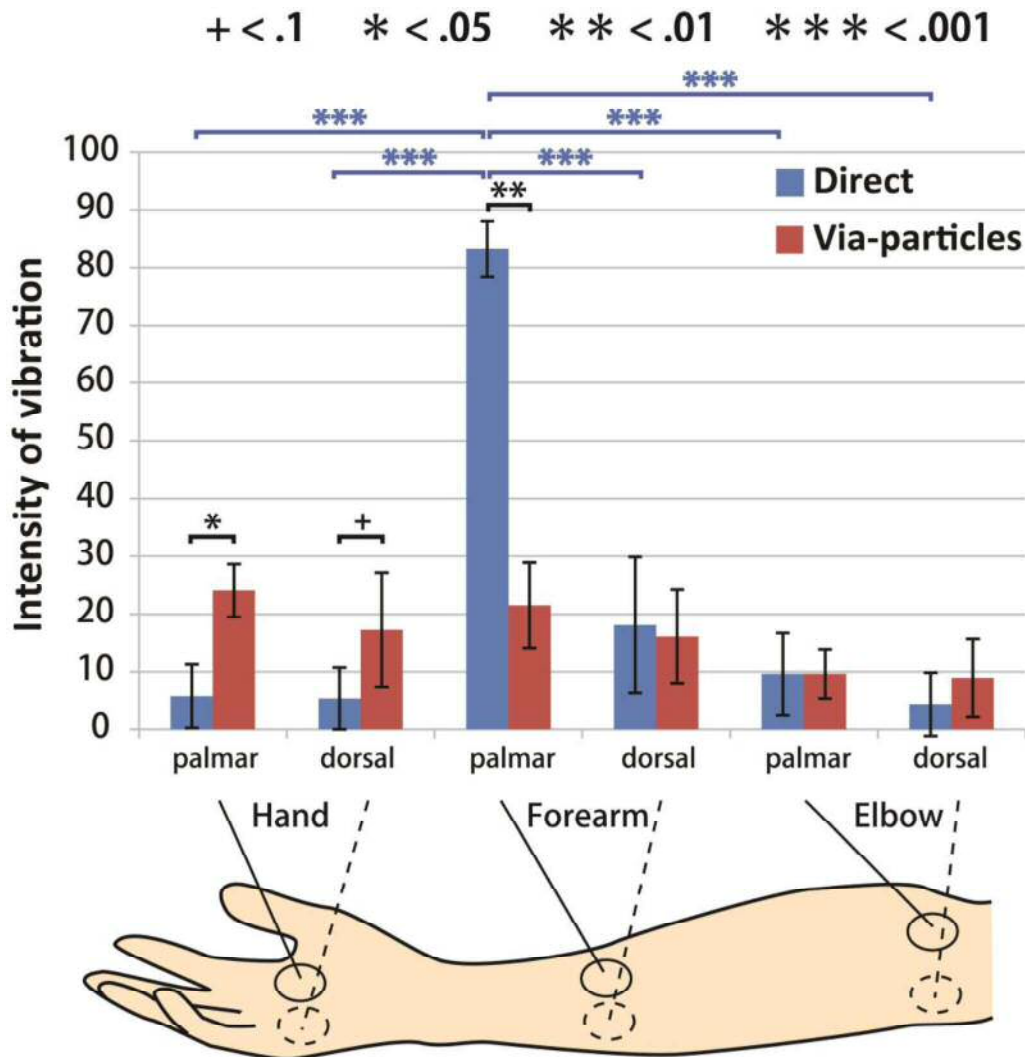 + < .1 * < .05 ** < .01 *** < .001
***
*** ***
*** ***
100
Direct
**
90
Via-particles
80
70
60
50
40
* +
30
20
10
0
Intensity of vibration
palmar dorsal palmar dorsal palmar dorsal
Hand Forearm Elbow